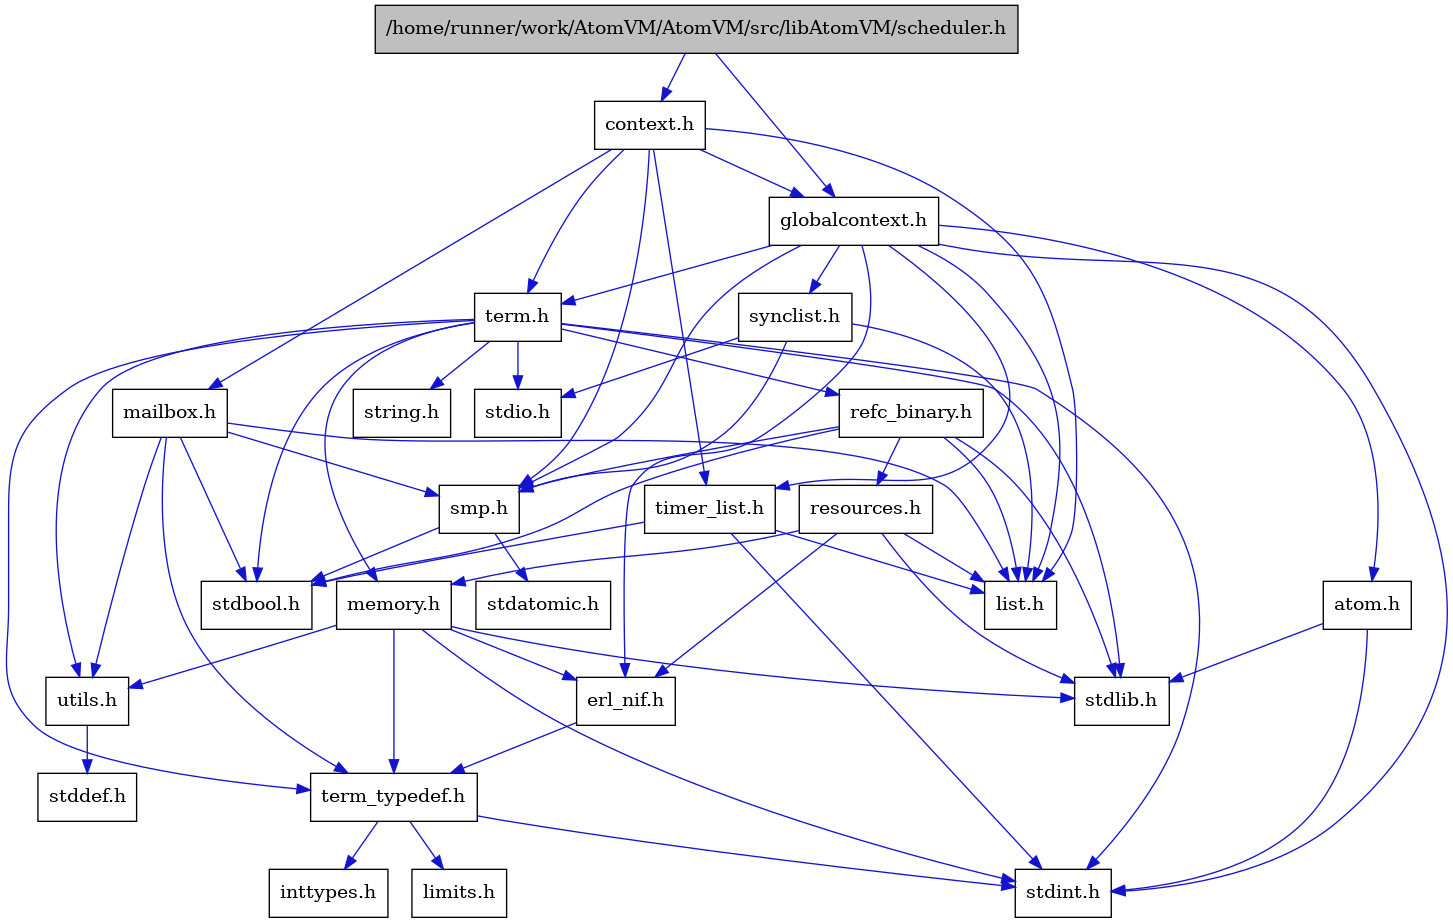 /home/runner/work/AtomVM/AtomVM/src/libAtomVM/scheduler.h
context.h
globalcontext.h
term.h
synclist.h
mailbox.h
string.h
stdio.h
refc_binary.h
smp.h
timer_list.h
resources.h
stdbool.h
memory.h
stdatomic.h
list.h
atom.h
utils.h
erl_nif.h
stdlib.h
stddef.h
term_typedef.h
inttypes.h
limits.h
stdint.h